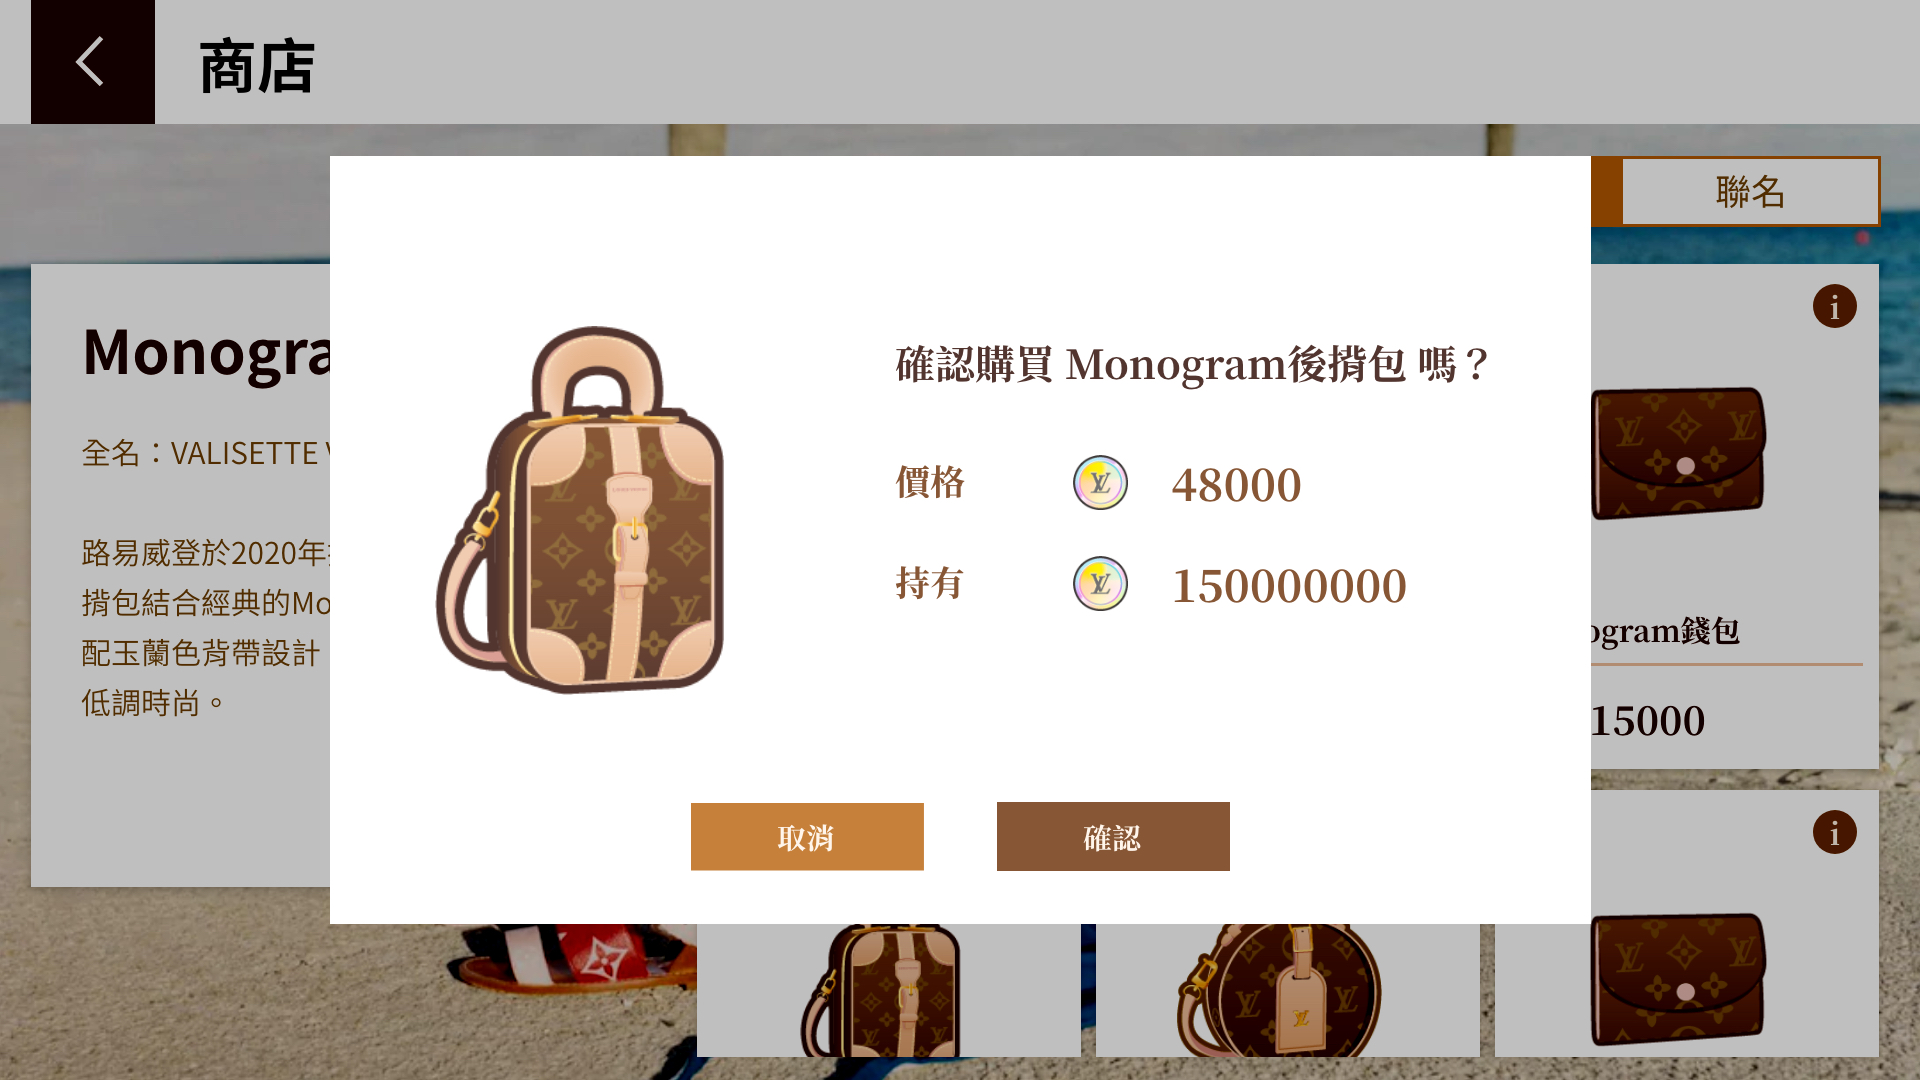 商店
聯名
Monogra
全名：VALISETTE
路易威登於2020年
揹包結合經典的Mo
配玉蘭色背帶設計
低調時尚。
確認購買 Monogram後揹包 嗎？
價格 48000
持有 150000000
取消
確認
i
ogram錢包
15000
i